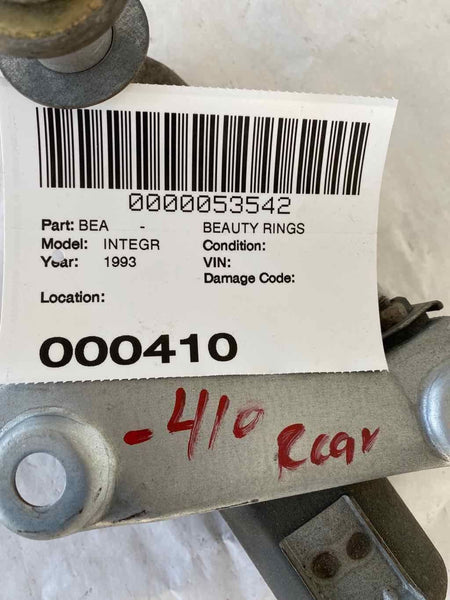 0000053542
Part: BEA - BEAUTY RINGS
Model: INTEGR Condition:
Year: 1993 VIN:
Damage Code:
Location:
000410
-410 Rear